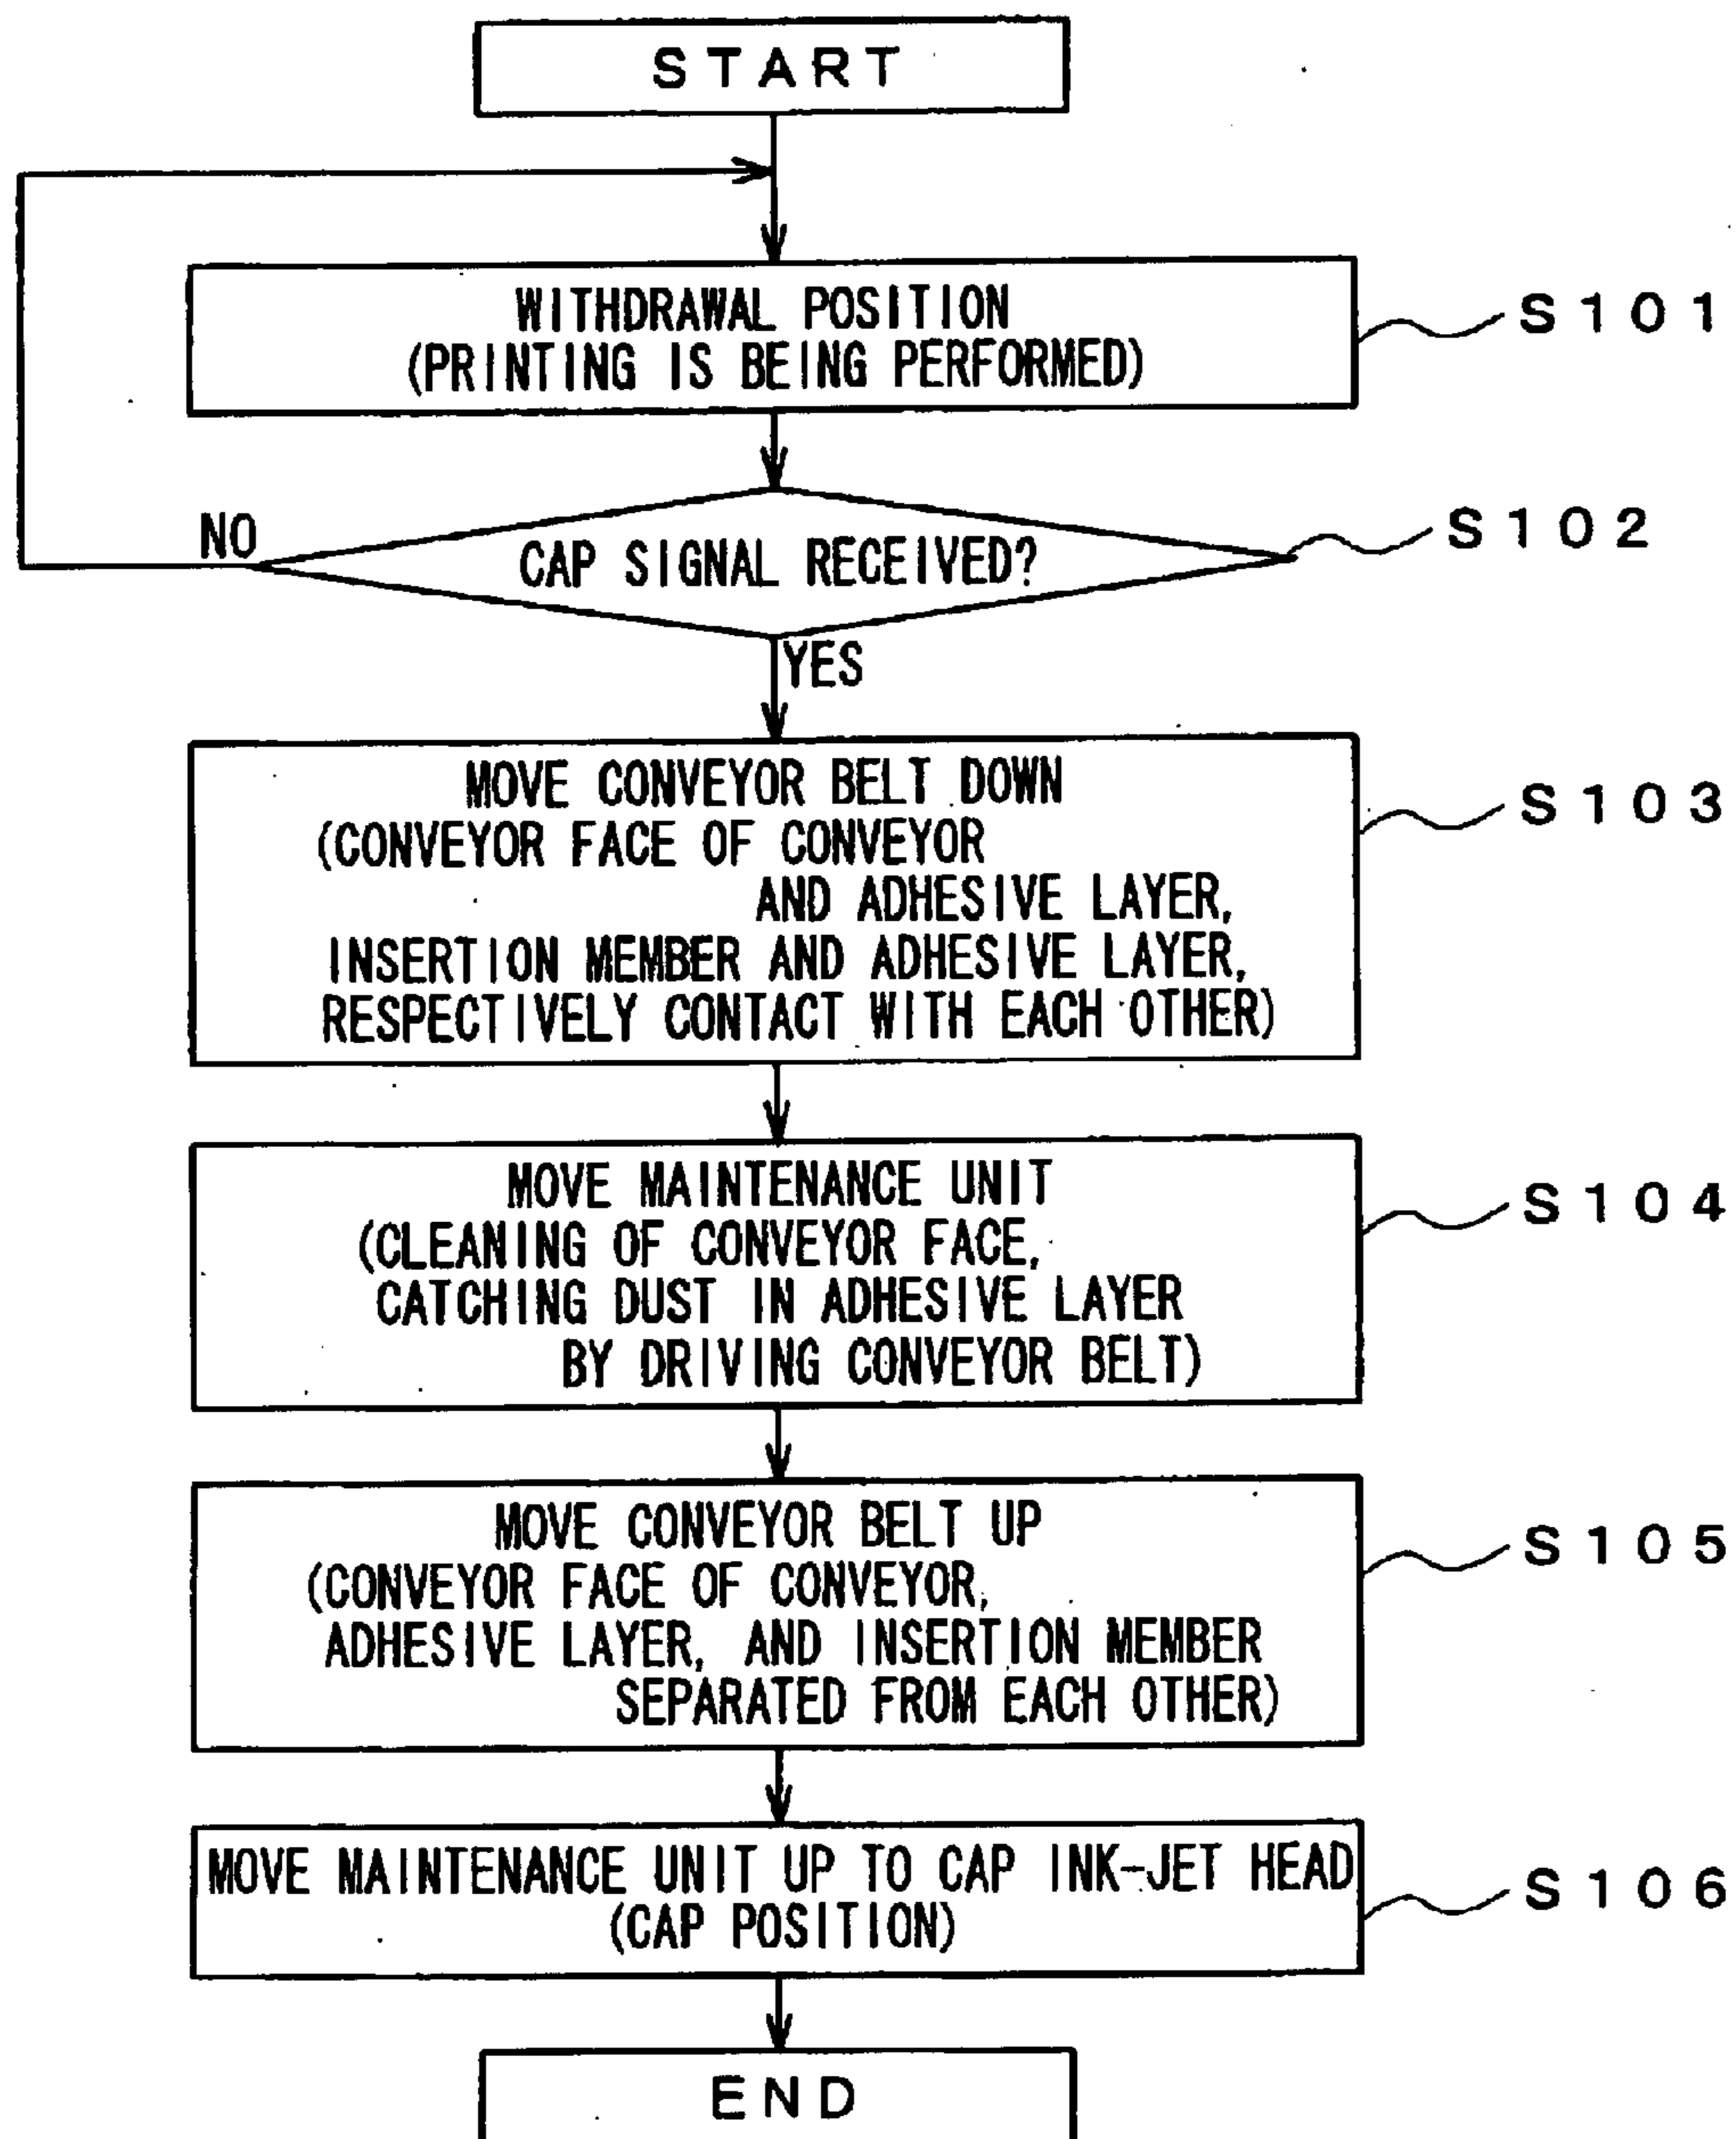 START
WITHDRAWAL POSITION
(PRINTING IS BEING PERFORMED)
S101
CAP SIGNAL RECEIVED?
S102
NO
YES
MOVE CONVEYOR BELT DOWN
(CONVEYOR FACE OF CONVEYOR
AND ADHESIVE LAYER,
INSERTION MEMBER AND ADHESIVE LAYER,
RESPECTIVELY CONTACT WITH EACH OTHER)
S103
MOVE MAINTENANCE UNIT
(CLEANING OF CONVEYOR FACE,
CATCHING DUST IN ADHESIVE LAYER
BY DRIVING CONVEYOR BELT)
S104
MOVE CONVEYOR BELT UP
(CONVEYOR FACE OF CONVEYOR,
ADHESIVE LAYER, AND INSERTION MEMBER
SEPARATED FROM EACH OTHER)
S105
MOVE MAINTENANCE UNIT UP TO CAP INK-JET HEAD
(CAP POSITION)
S106
END